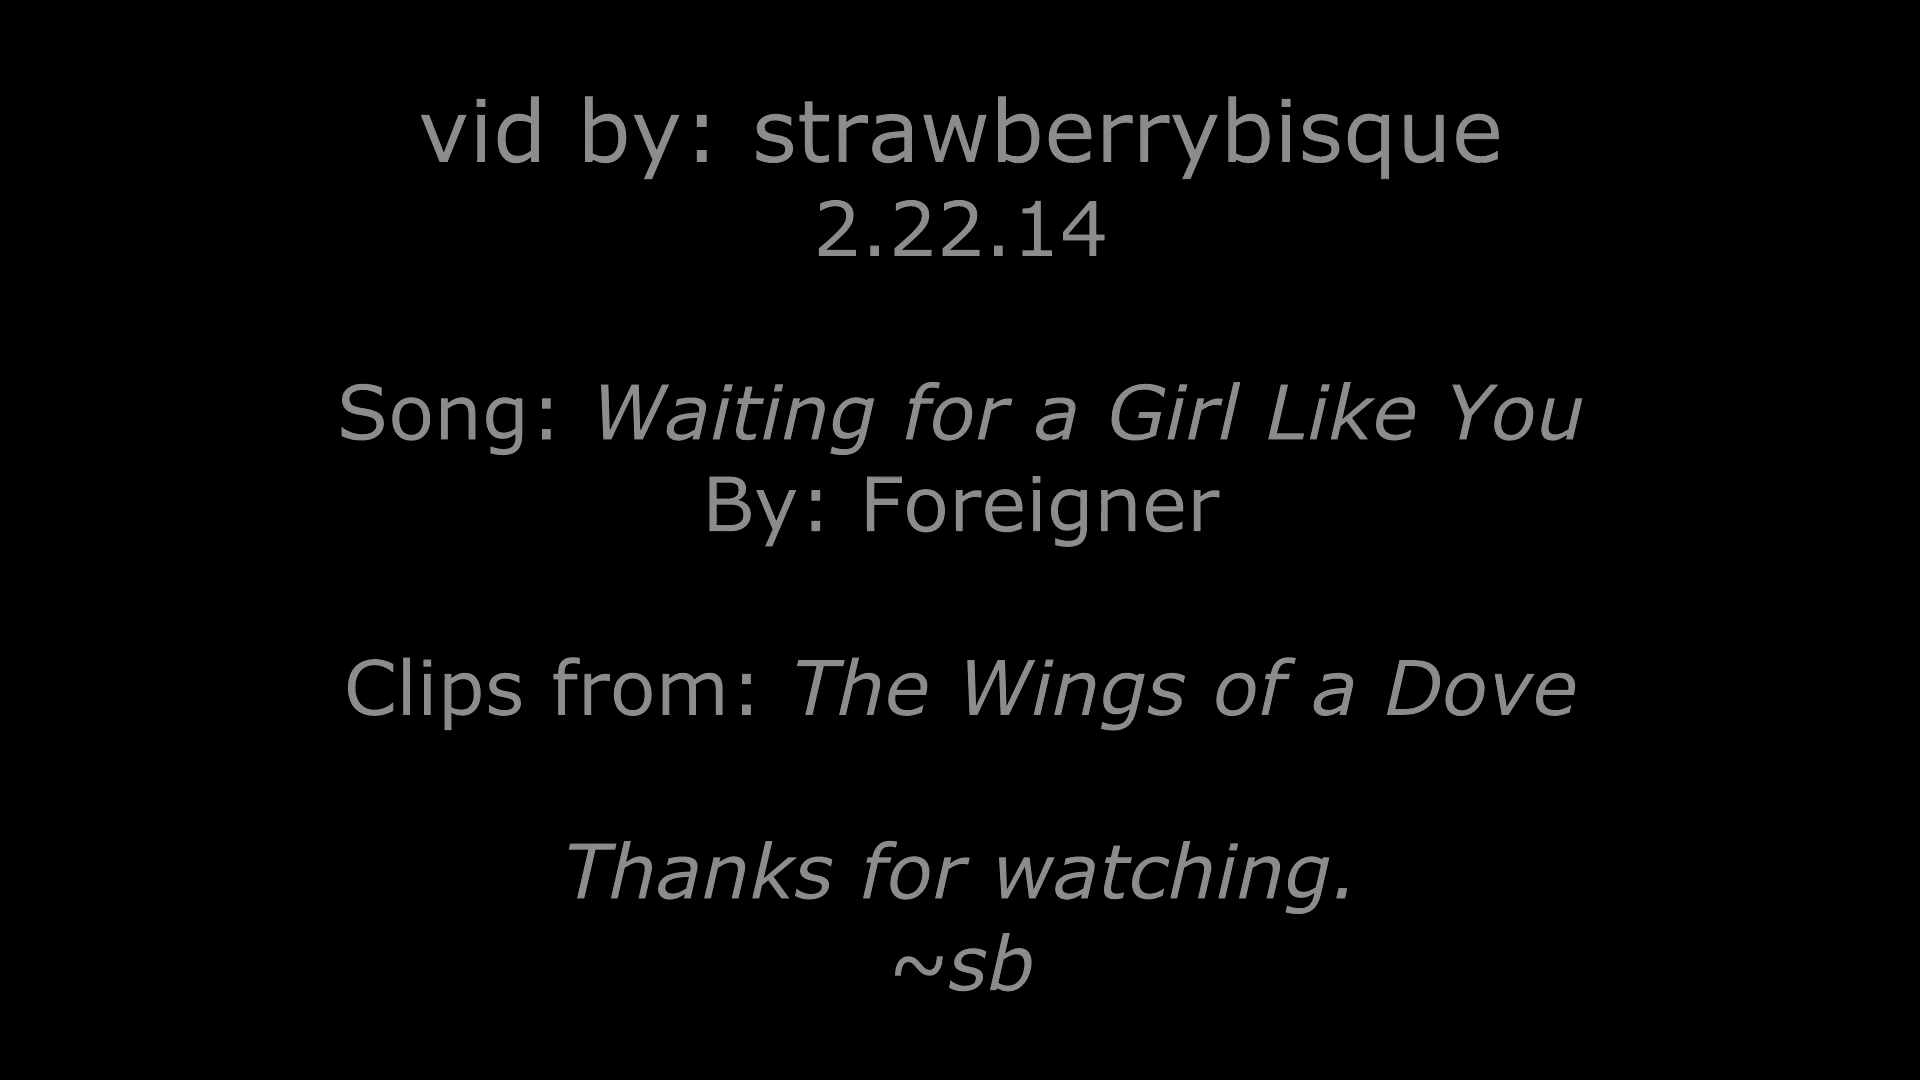 vid by: strawberrybisque
2.22.14
Song: Waiting for a Girl Like You
By: Foreigner
Clips from: The Wings of a Dove
Thanks for watching.
~sb